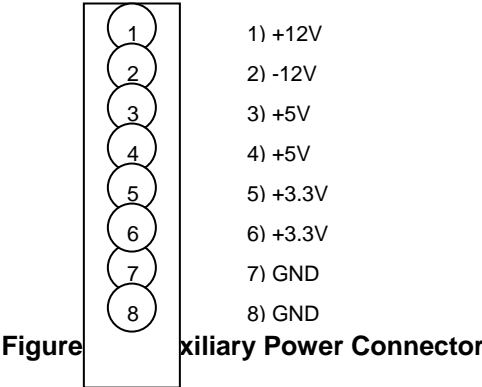 1
2
3
4
5
6
7
8
1) +12V
2) -12V
3) +5V
4) +5V
5) +3.3V
6) +3.3V
7) GND
8) GND
Figure xiliary Power Connector